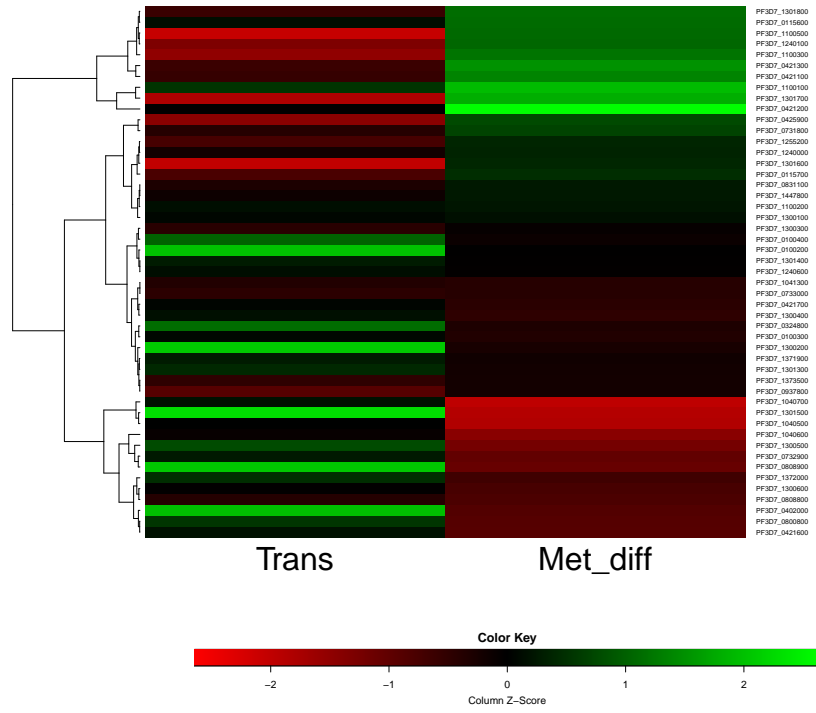 PF3D7_1301800
PF3D7_0115600
PF3D7_1100500
PF3D7_1240100
PF3D7_1100300
PF3D7_0421300
PF3D7_0421100
PF3D7_1100100
PF3D7_1301700
PF3D7_0421200
PF3D7_0425900
PF3D7_0731800
PF3D7_1255200
PF3D7_1240000
PF3D7_1301600
PF3D7_0115700
PF3D7_0831100
PF3D7_1447800
PF3D7_1100200
PF3D7_1300100
PF3D7_1300300
PF3D7_0100400
PF3D7_0100200
PF3D7_1301400
PF3D7_1240600
PF3D7_1041300
PF3D7_0733000
PF3D7_0421700
PF3D7_1300400
PF3D7_0324800
PF3D7_0100300
PF3D7_1300200
PF3D7_1371900
PF3D7_1301300
PF3D7_1373500
PF3D7_0937800
PF3D7_1040700
PF3D7_1301500
PF3D7_1040500
PF3D7_1040600
PF3D7_1300500
PF3D7_0732900
PF3D7_0808900
PF3D7_1372000
PF3D7_1300600
PF3D7_0808800
PF3D7_0402000
PF3D7_0800800
PF3D7_0421600
Trans Met_diff
Color Key
−2 −1 0 1 2
Column Z−Score